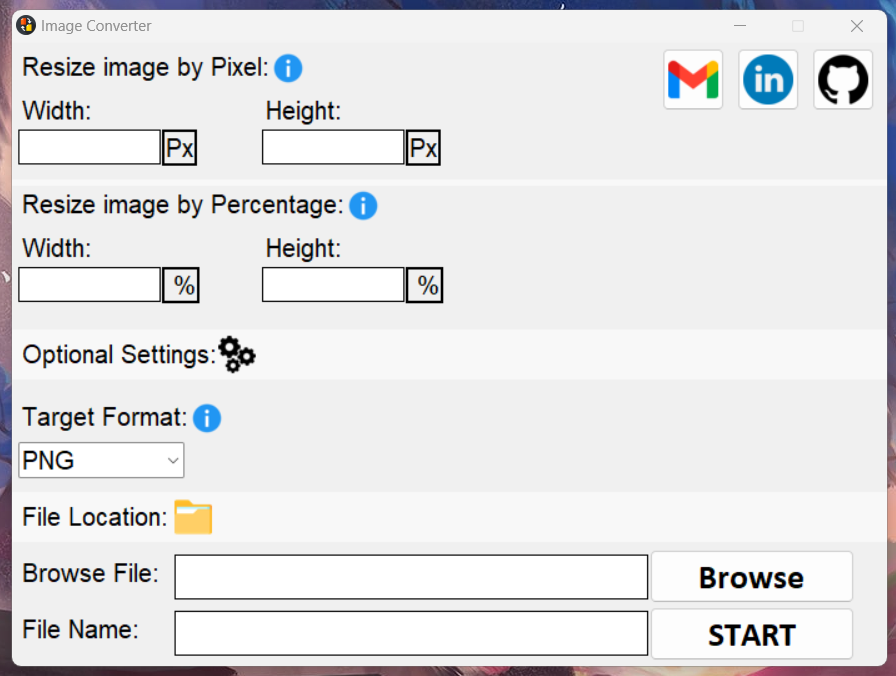 Image Converter
Resize image by Pixel:
Width: Height:
Px Px
Resize image by Percentage:
Width: Height:
% %
Optional Settings:
Target Format:
PNG
File Location:
Browse File: Browse
File Name: START